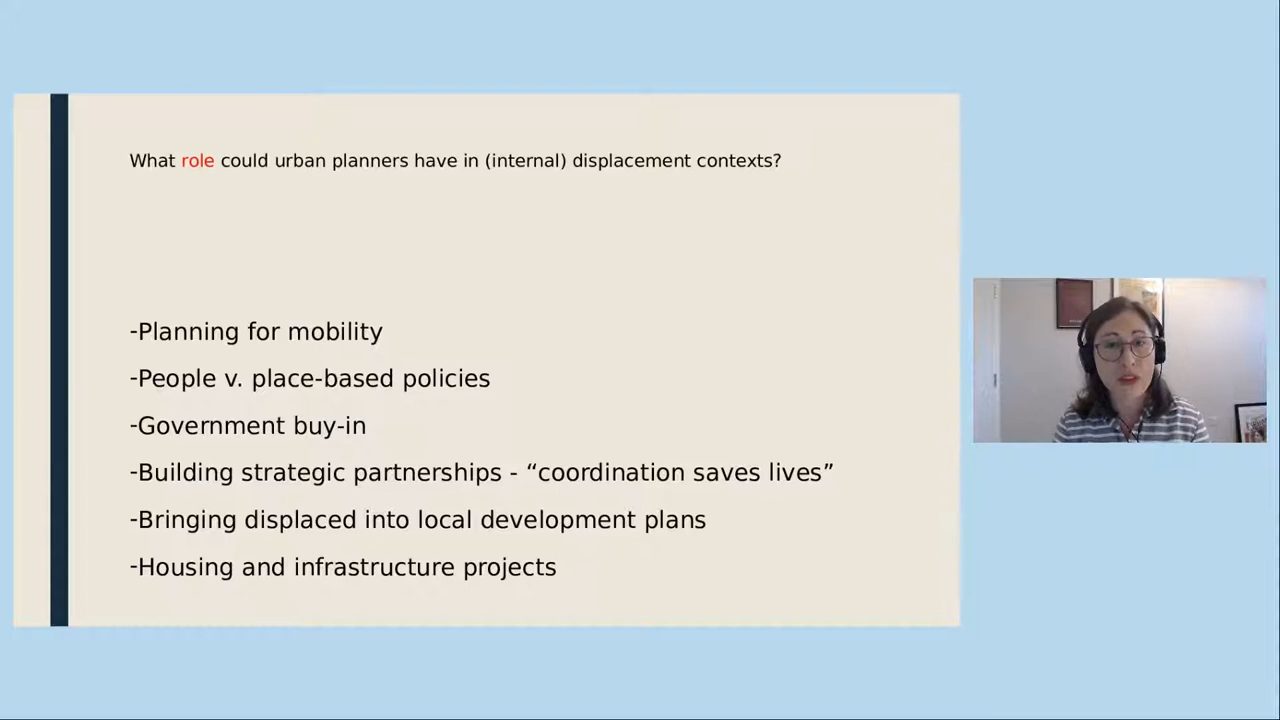 What role could urban planners have in (internal) displacement contexts?
-Planning for mobility
-People v. place-based policies
-Government buy-in
-Building strategic partnerships - “coordination saves lives”
-Bringing displaced into local development plans
-Housing and infrastructure projects